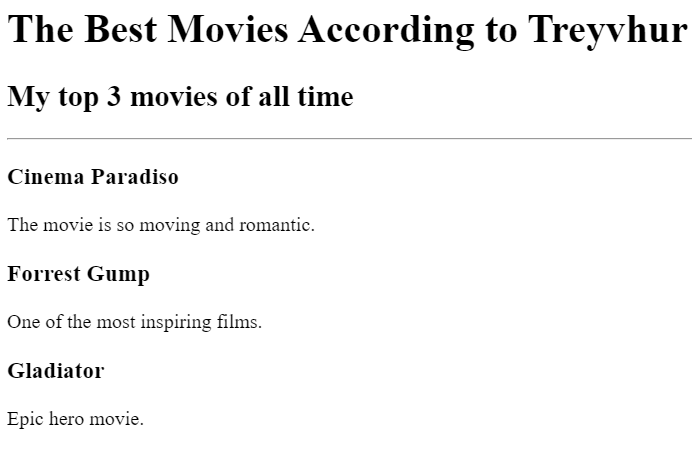 The Best Movies According to Treyvhur
My top 3 movies of all time
Cinema Paradiso
The movie is so moving and romantic.
Forrest Gump
One of the most inspiring films.
Gladiator
Epic hero movie.